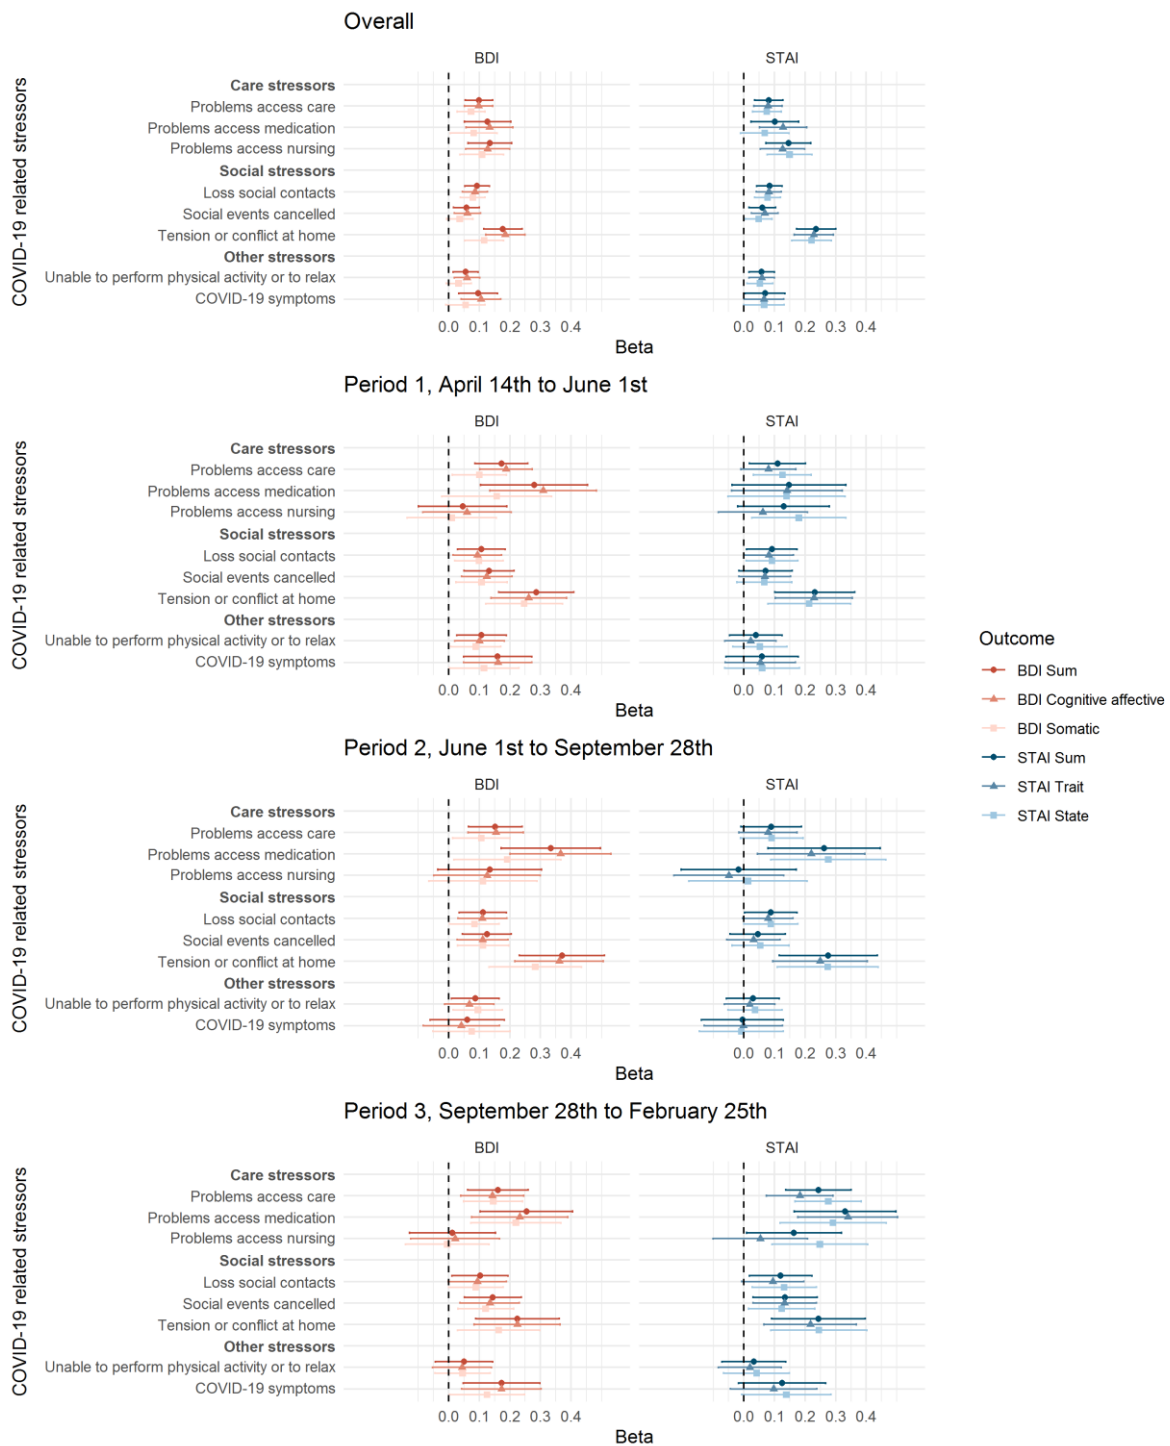 Overall
BDI
STAI
COVID-19 related stressors
Care stressors
Problems access care
Problems access medication
Problems access nursing
Social stressors
Loss social contacts
Social events cancelled
Tension or conflict at home
Other stressors
Unable to perform physical activity or to relax
COVID-19 symptoms
0.0 0.1 0.2 0.3 0.4
0.0 0.1 0.2 0.3 0.4
Beta
Period 1, April 14th to June 1st
BDI
STAI
COVID-19 related stressors
Care stressors
Problems access care
Problems access medication
Problems access nursing
Social stressors
Loss social contacts
Social events cancelled
Tension or conflict at home
Other stressors
Unable to perform physical activity or to relax
COVID-19 symptoms
0.0 0.1 0.2 0.3 0.4
0.0 0.1 0.2 0.3 0.4
Beta
Period 2, June 1st to September 28th
BDI
STAI
COVID-19 related stressors
Care stressors
Problems access care
Problems access medication
Problems access nursing
Social stressors
Loss social contacts
Social events cancelled
Tension or conflict at home
Other stressors
Unable to perform physical activity or to relax
COVID-19 symptoms
0.0 0.1 0.2 0.3 0.4
0.0 0.1 0.2 0.3 0.4
Beta
Period 3, September 28th to February 25th
BDI
STAI
COVID-19 related stressors
Care stressors
Problems access care
Problems access medication
Problems access nursing
Social stressors
Loss social contacts
Social events cancelled
Tension or conflict at home
Other stressors
Unable to perform physical activity or to relax
COVID-19 symptoms
0.0 0.1 0.2 0.3 0.4
0.0 0.1 0.2 0.3 0.4
Beta
Outcome
BDI Sum
BDI Cognitive affective
BDI Somatic
STAI Sum
STAI Trait
STAI State